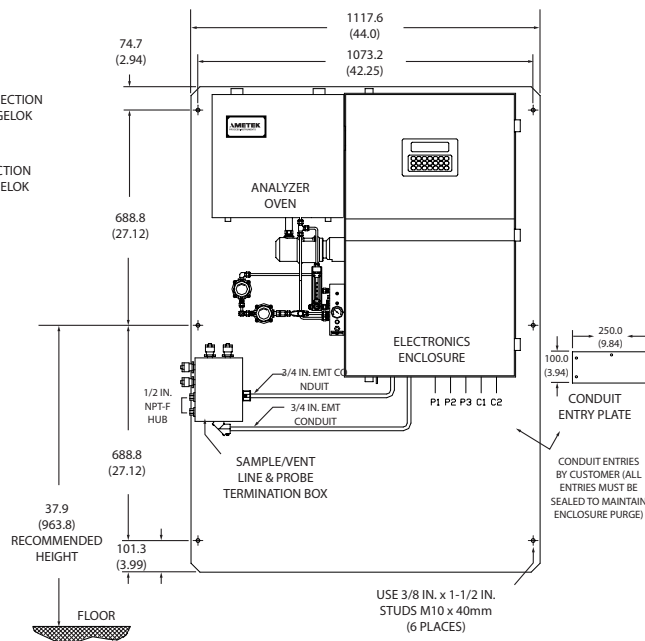 1117.6
(44.0)
1073.2
(42.25)
74.7
(2.94)
ECTION
GELOK
CTION
ELOK
AMETEK
ANALYZER
OVEN
688.8
(27.12)
ELECTRONICS
ENCLOSURE
250.0
(9.84)
100.0
(3.94)
CONDUIT
ENTRY PLATE
3/4 IN. EMT CO
NDUIT
1/2 IN.
NPT-F
HUB
3/4 IN. EMT
CONDUIT
P1 P2 P3 C1 C2
SAMPLE/VENT
LINE & PROBE
TERMINATION BOX
CONDUIT ENTRIES
BY CUSTOMER (ALL
ENTRIES MUST BE
SEALED TO MAINTAIN
ENCLOSURE PURGE)
688.8
(27.12)
37.9
(963.8)
RECOMMENDED
HEIGHT
101.3
(3.99)
FLOOR
USE 3/8 IN. x 1-1/2 IN.
STUDS M10 x 40mm
(6 PLACES)